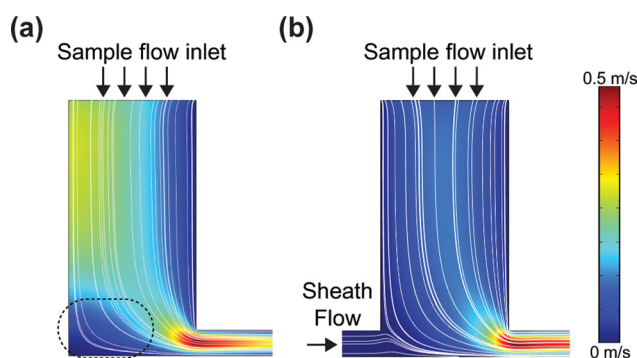 (a)
Sample flow inlet
(b)
Sample flow inlet
0.5 m/s
Sheath
Flow
0 m/s